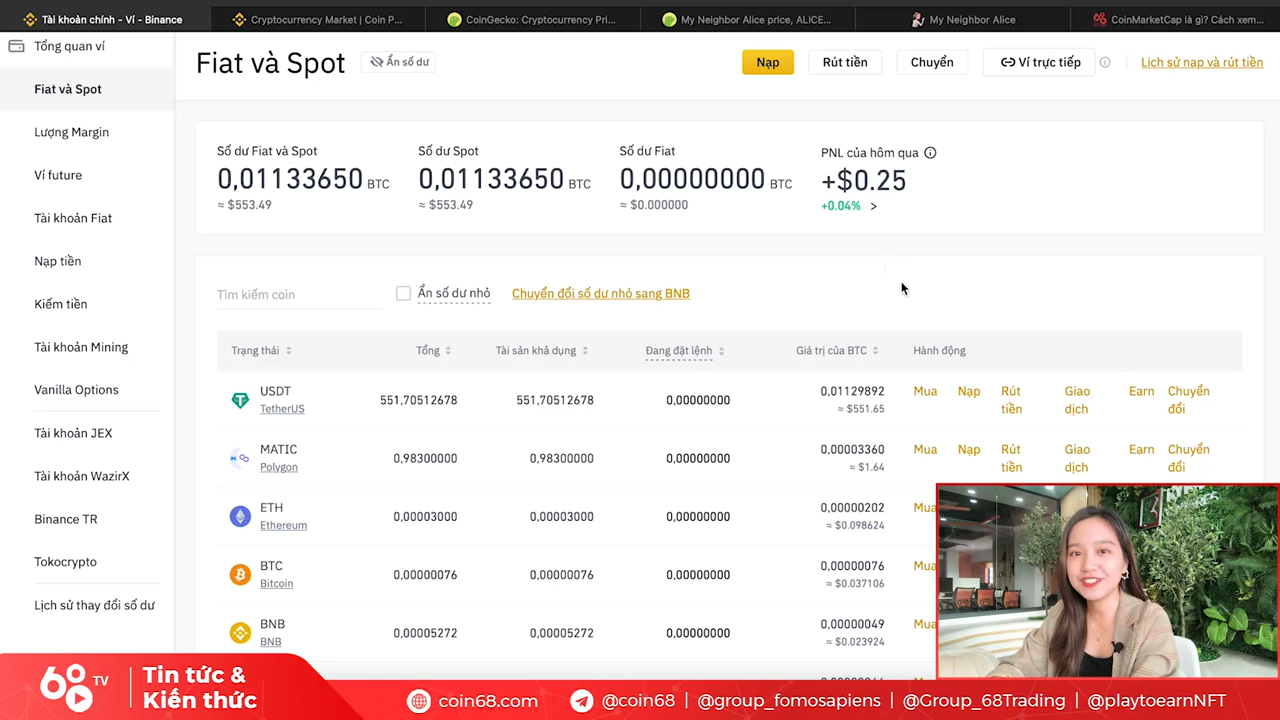 Tài khoản chính - Ví - Binance
Cryptocurrency Market | Coin P...
CoinGecko: Cryptocurrency Pri...
My Neighbor Alice price, ALICE...
My Neighbor Alice
CoinMarketCap là gì? Cách xem...
Tổng quan ví
Fiat và Spot
Lượng Margin
Ví future
Tài khoản Fiat
Nạp tiền
Kiếm tiền
Tài khoản Mining
Vanilla Options
Tài khoản JEX
Tài khoản WazirX
Binance TR
Tokocrypto
Lịch sử thay đổi số dư
Fiat và Spot
Ẩn số dư
Nạp
Rút tiền
Chuyển
Ví trực tiếp
Lịch sử nạp và rút tiền
Số dư Fiat và Spot
0,01133650 BTC
≈ $553.49
Số dư Spot
0,01133650 BTC
≈ $553.49
Số dư Fiat
0,00000000 BTC
≈ $0.000000
PNL của hôm qua
+$0.25
+0.04% >
Tìm kiếm coin
Ẩn số dư nhỏ
Chuyển đổi số dư nhỏ sang BNB
Trạng thái Tổng Tài sản khả dụng Đang đặt lệnh Giá trị của BTC Hành động
USDT 551,70512678 551,70512678 0,00000000 0,01129892 Mua Nạp Rút tiền Giao dịch Earn Chuyển đổi
TetherUS ≈ $551.65
MATIC 0,98300000 0,98300000 0,00000000 0,00003360 Mua Nạp Rút tiền Giao dịch Earn Chuyển đổi
Polygon ≈ $1.64
ETH 0,00003000 0,00003000 0,00000000 0,00000202 Mua
Ethereum ≈ $0.098624
BTC 0,00000076 0,00000076 0,00000000 0,00000076 Mua
Bitcoin ≈ $0.037106
BNB 0,00005272 0,00005272 0,00000000 0,00000049 Mua
BNB ≈ $0.023924
68 TV
Tin tức &
Kiến thức
coin68.com
@coin68 | @group_fomosapiens | @Group_68Trading | @playtoearnNFT